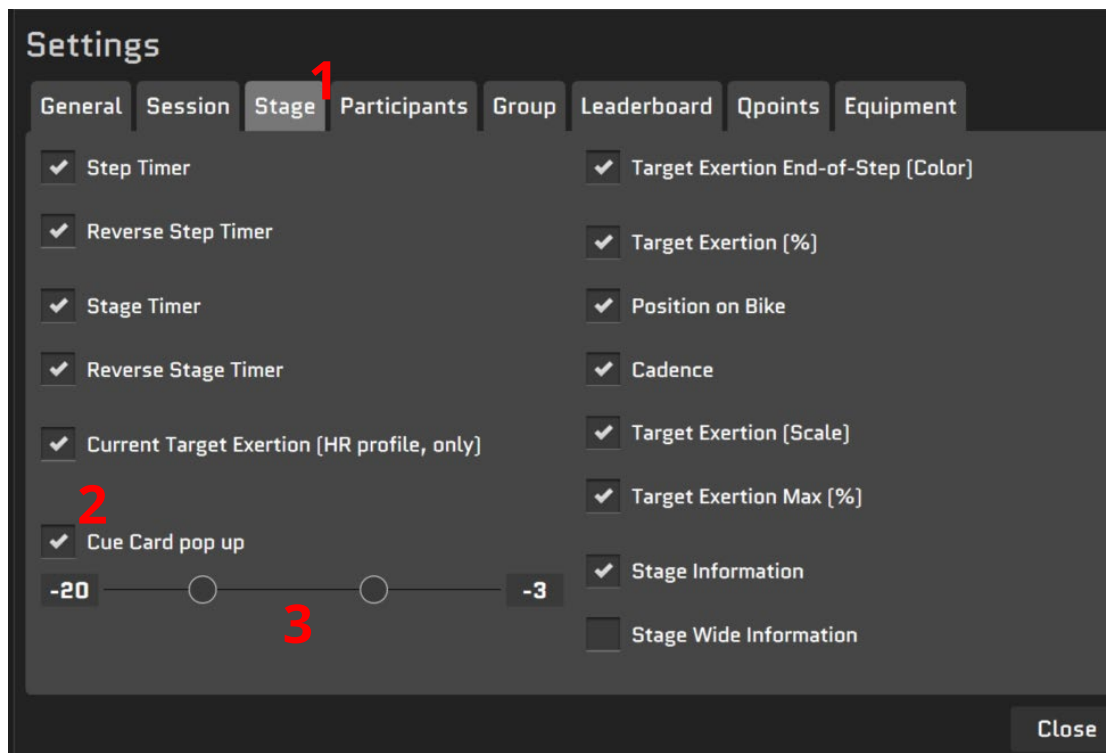 Settings
1
General Session Stage Participants Group Leaderboard Qpoints Equipment
Step Timer
Reverse Step Timer
Stage Timer
Reverse Stage Timer
Current Target Exertion (HR profile, only)
2
Cue Card pop up
-20 -3
3
Target Exertion End-of-Step (Color)
Target Exertion (%)
Position on Bike
Cadence
Target Exertion (Scale)
Target Exertion Max (%)
Stage Information
Stage Wide Information
Close